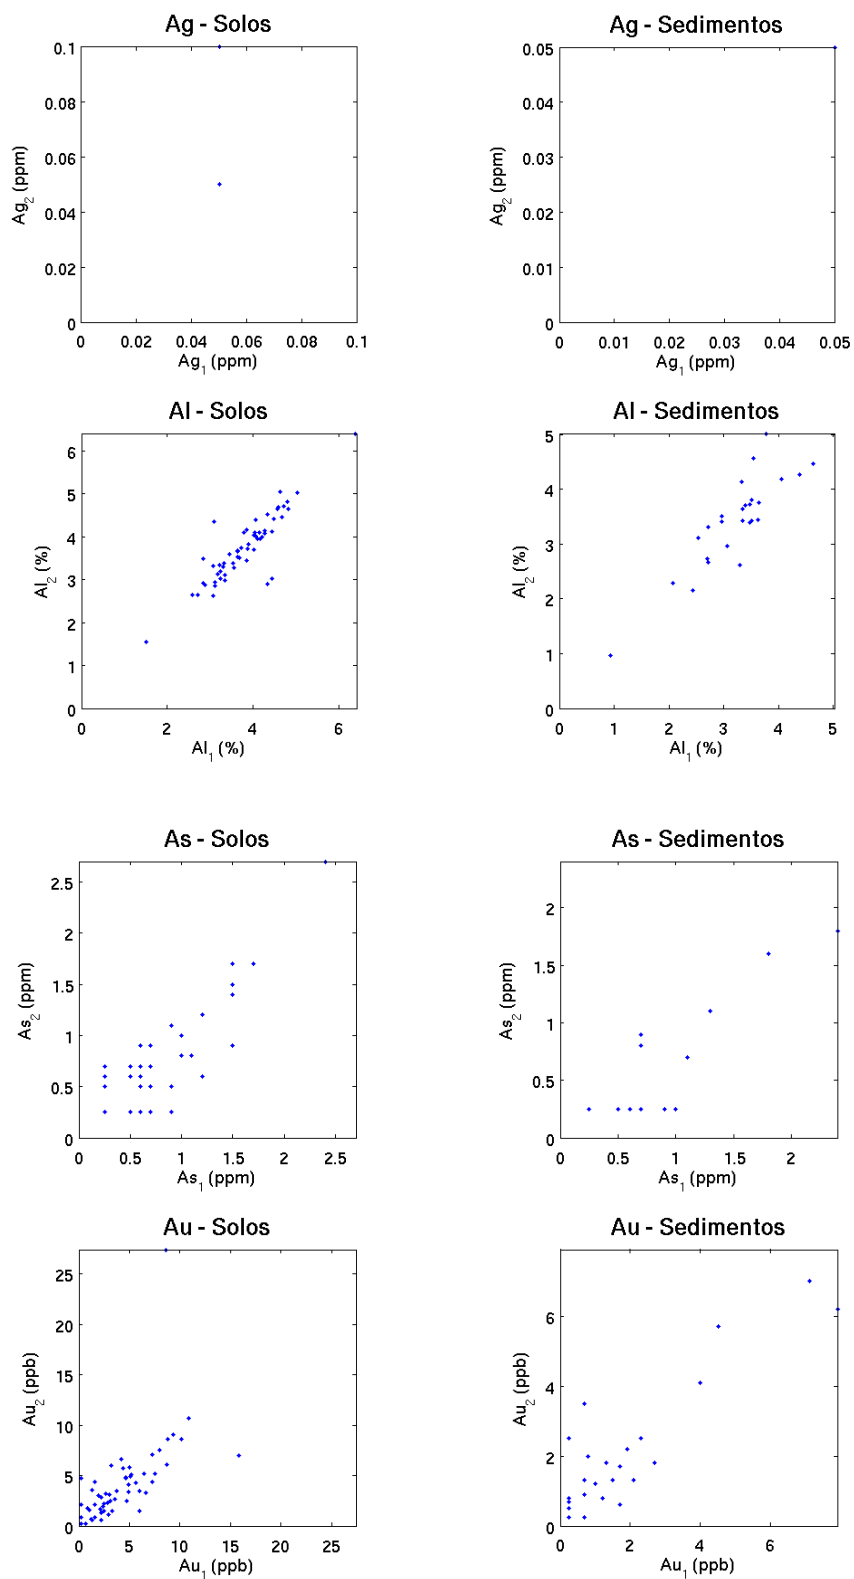 Ag - Solos
0.1
0.08
0.06
0.04
0.02
0
Ag2 (ppm)
0 0.02 0.04 0.06 0.08 0.1
Ag1 (ppm)
Ag - Sedimentos
0.05
0.04
0.03
0.02
0.01
0
Ag2 (ppm)
0 0.01 0.02 0.03 0.04 0.05
Ag1 (ppm)
Al - Solos
6
5
4
3
2
1
0
Al2 (%)
0 2 4 6
Al1 (%)
Al - Sedimentos
5
4
3
2
1
0
Al2 (%)
0 1 2 3 4 5
Al1 (%)
As - Solos
2.5
2
1.5
1
0.5
0
As2 (ppm)
0 0.5 1 1.5 2 2.5
As1 (ppm)
As - Sedimentos
2
1.5
1
0.5
0
As2 (ppm)
0 0.5 1 1.5 2
As1 (ppm)
Au - Solos
25
20
15
10
5
0
Au2 (ppb)
0 5 10 15 20 25
Au1 (ppb)
Au - Sedimentos
6
4
2
0
Au2 (ppb)
0 2 4 6
Au1 (ppb)